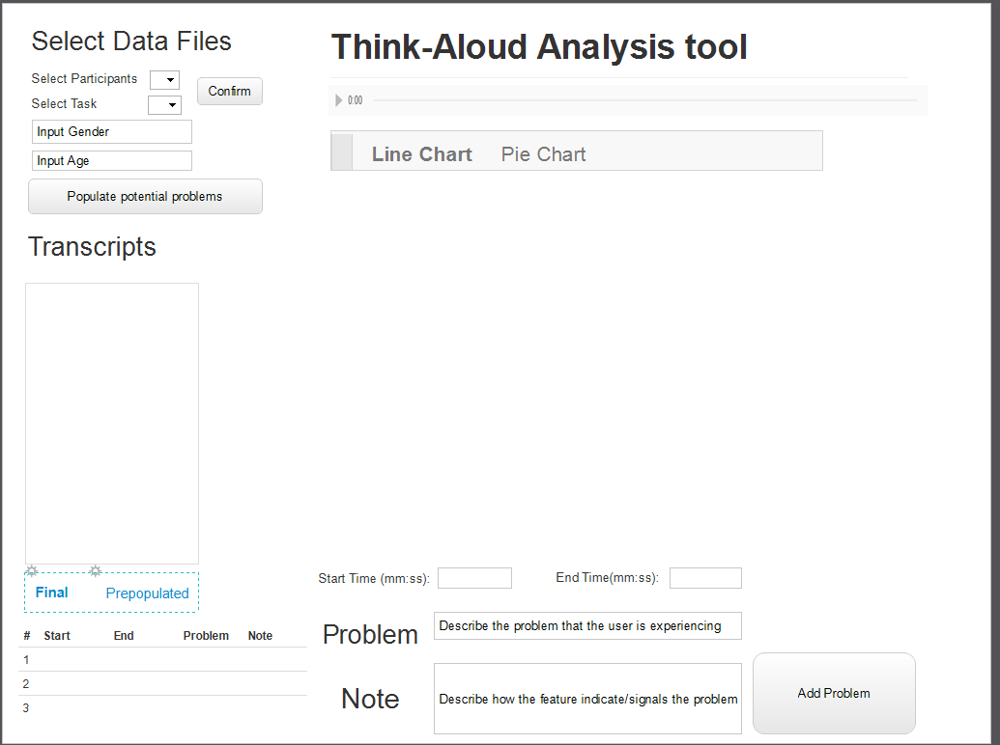 Select Data Files
Select Participants
Confirm
Select Task
Input Gender
Input Age
Populate potential problems
Transcripts
Think-Aloud Analysis tool
0:00
Line Chart Pie Chart
Final Prepopulated
# Start End Problem Note
1
2
3
Start Time (mm:ss): End Time(mm:ss):
Problem Describe the problem that the user is experiencing
Note Describe how the feature indicate/signals the problem
Add Problem